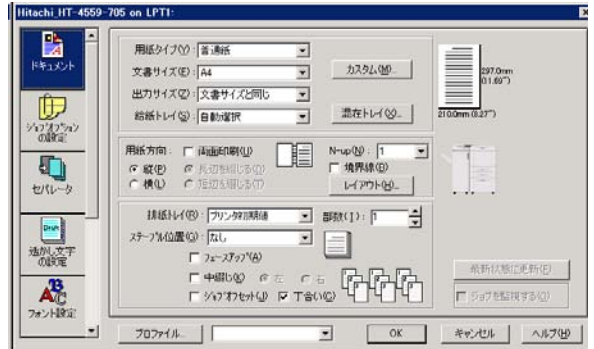 Hitachi_HT-4559-705 on LPT1:
ドキュメント
ジョブオプションの設定
セパレータ
透かし文字の設定
フォント設定
用紙タイプ(Y): 普通紙
文書サイズ(E): A4
カスタム(M)...
出力サイズ(Z): 文書サイズと同じ
給紙トレイ(S): 自動選択
混在トレイ(X)...
297.0mm
210.0mm (8.27")
用紙方向: 両面印刷(U)
N-up(N): 1
縦(P) 長辺を綴じる(D)
境界線(B)
横(L) 短辺を綴じる(T)
レイアウト(H)...
排紙トレイ(R): プリンタ初期値
部数(I): 1
ステープル位置(G): なし
フェースアップ(A)
中綴じ(K) 左 右
ジョブオフセット(J) 丁合い(C)
最新状態に更新(F)
ジョブを監視する(O)
プロファイル...
OK
キャンセル
ヘルプ(H)